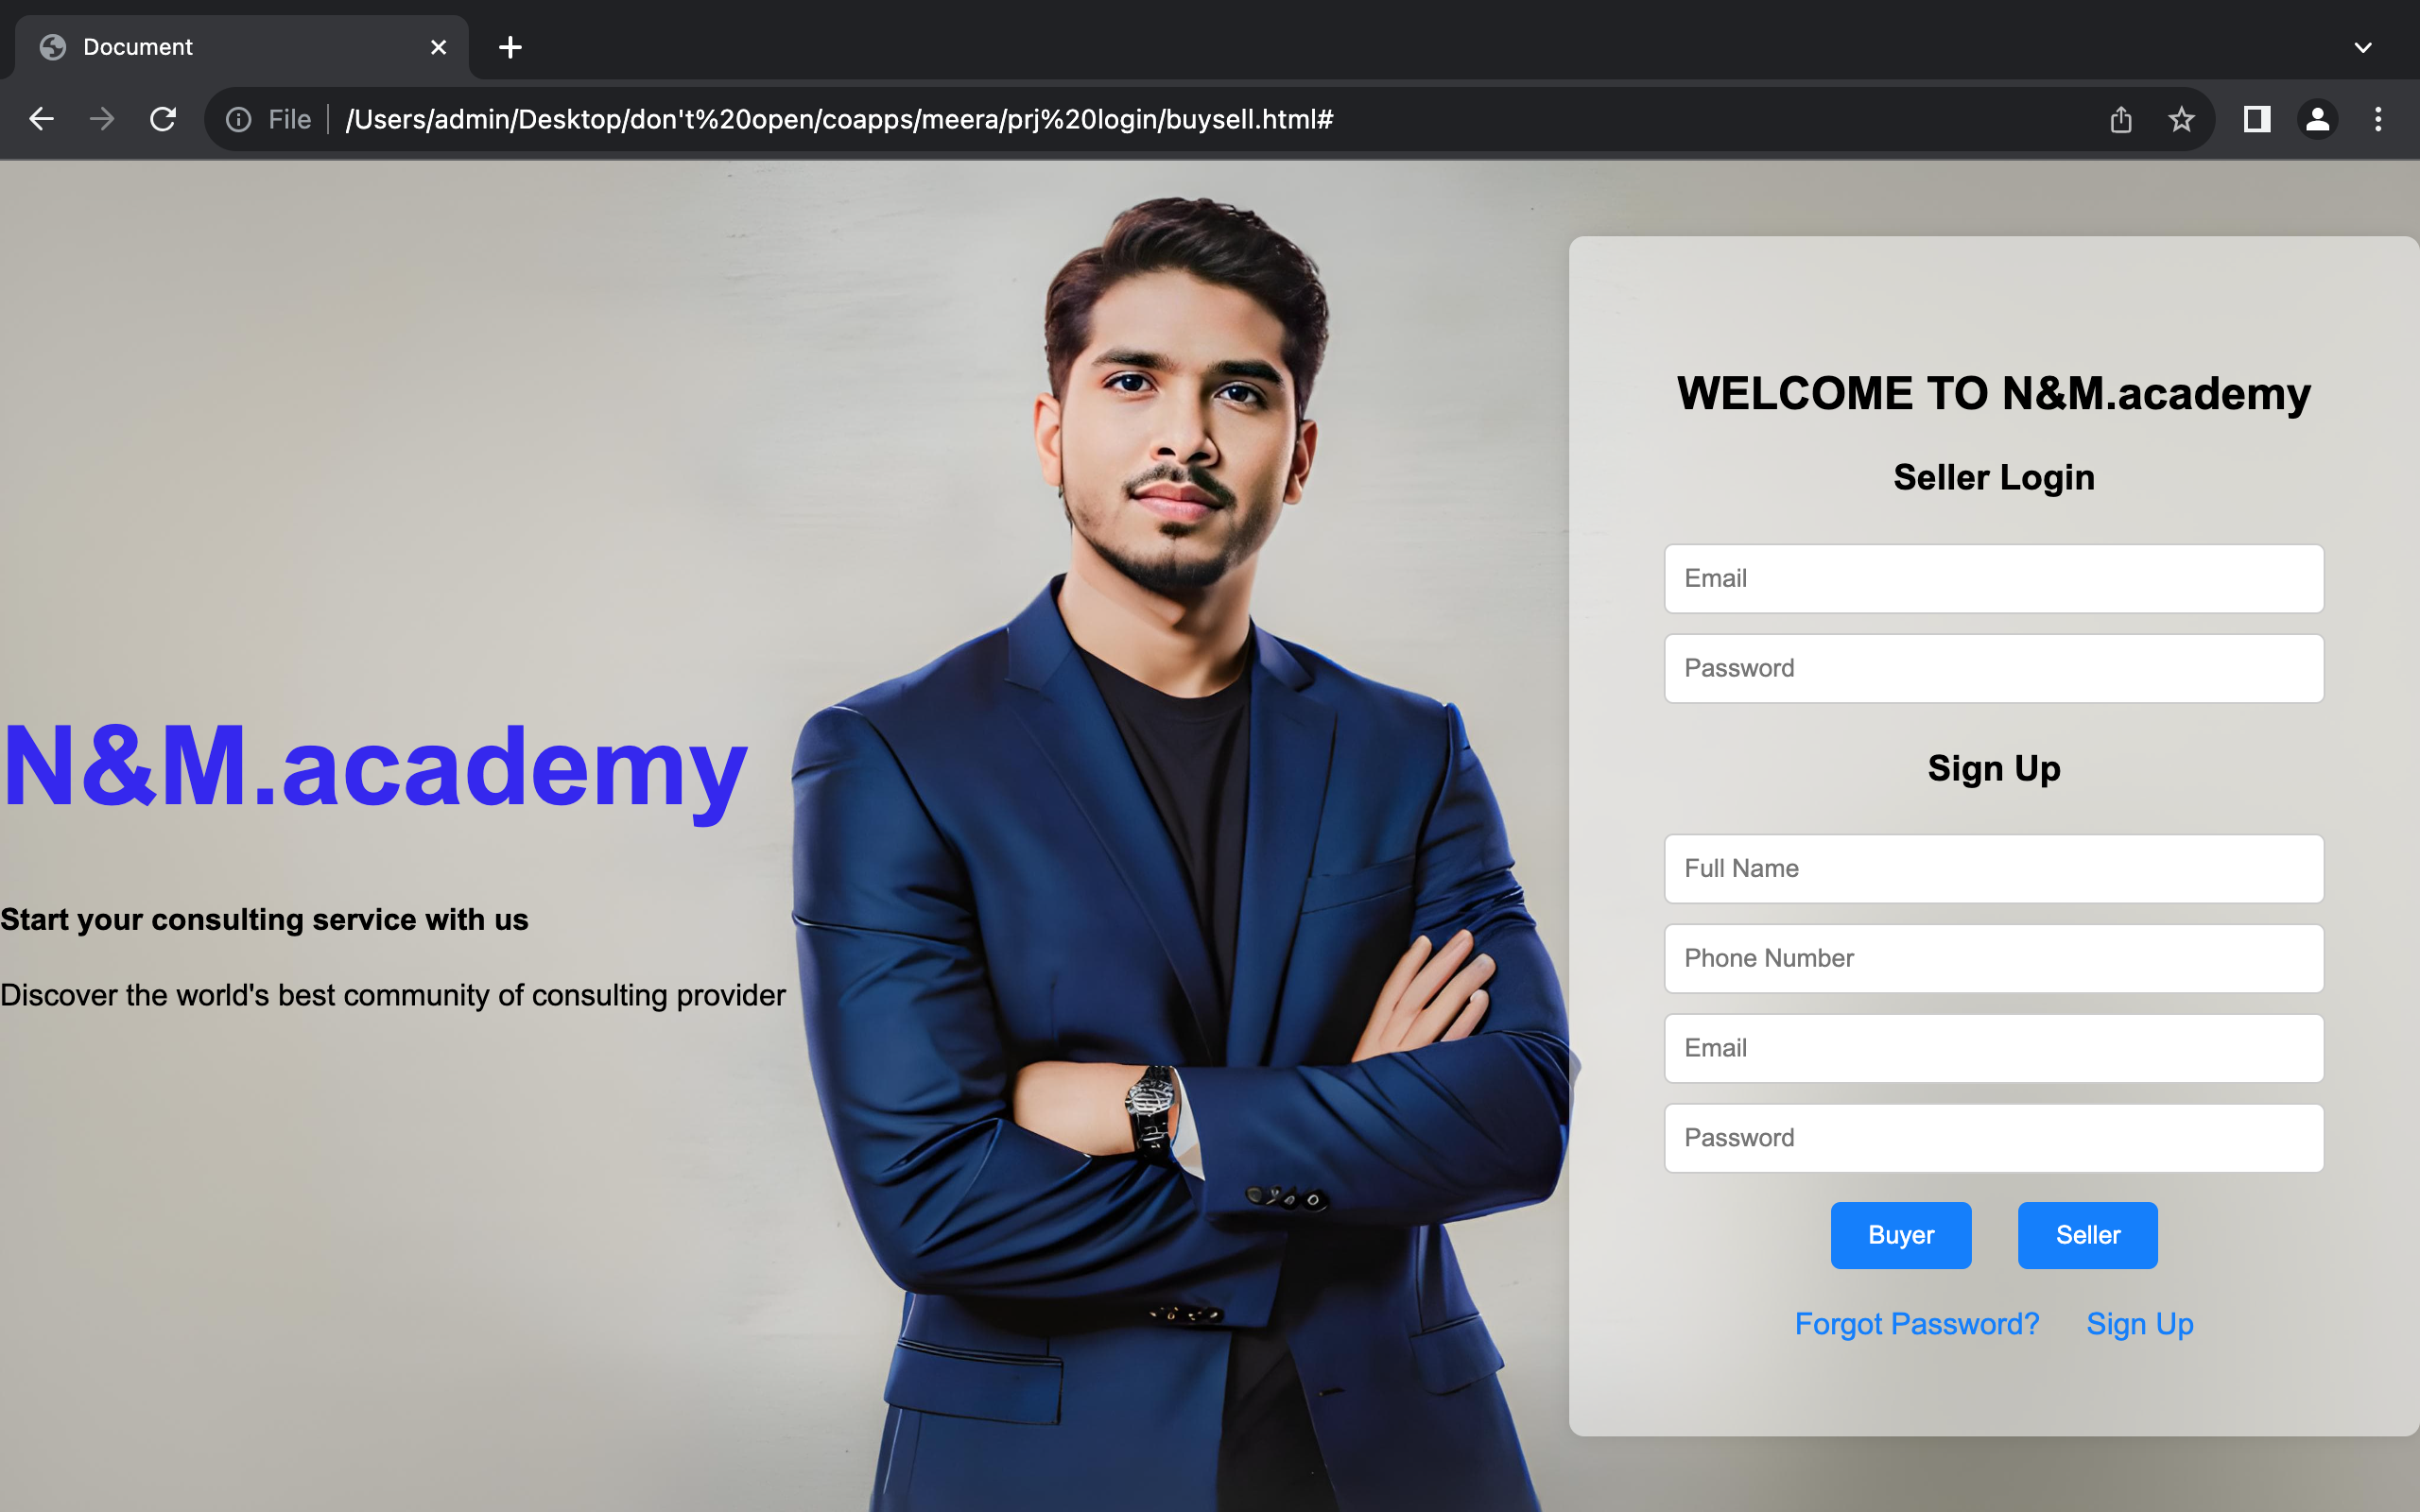 Document
File
/Users/admin/Desktop/don't%20open/coapps/meera/prj%20login/buysell.html#
N&M.academy
Start your consulting service with us
Discover the world's best community of consulting provider
WELCOME TO N&M.academy
Seller Login
Email
Password
Sign Up
Full Name
Phone Number
Email
Password
Buyer Seller
Forgot Password? Sign Up